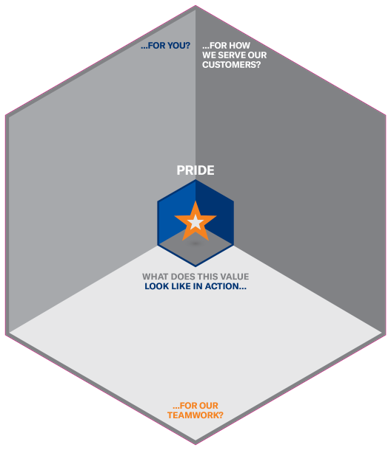 ...FOR YOU?
...FOR HOW
WE SERVE OUR
CUSTOMERS?
PRIDE
WHAT DOES THIS VALUE
LOOK LIKE IN ACTION...
...FOR OUR
TEAMWORK?